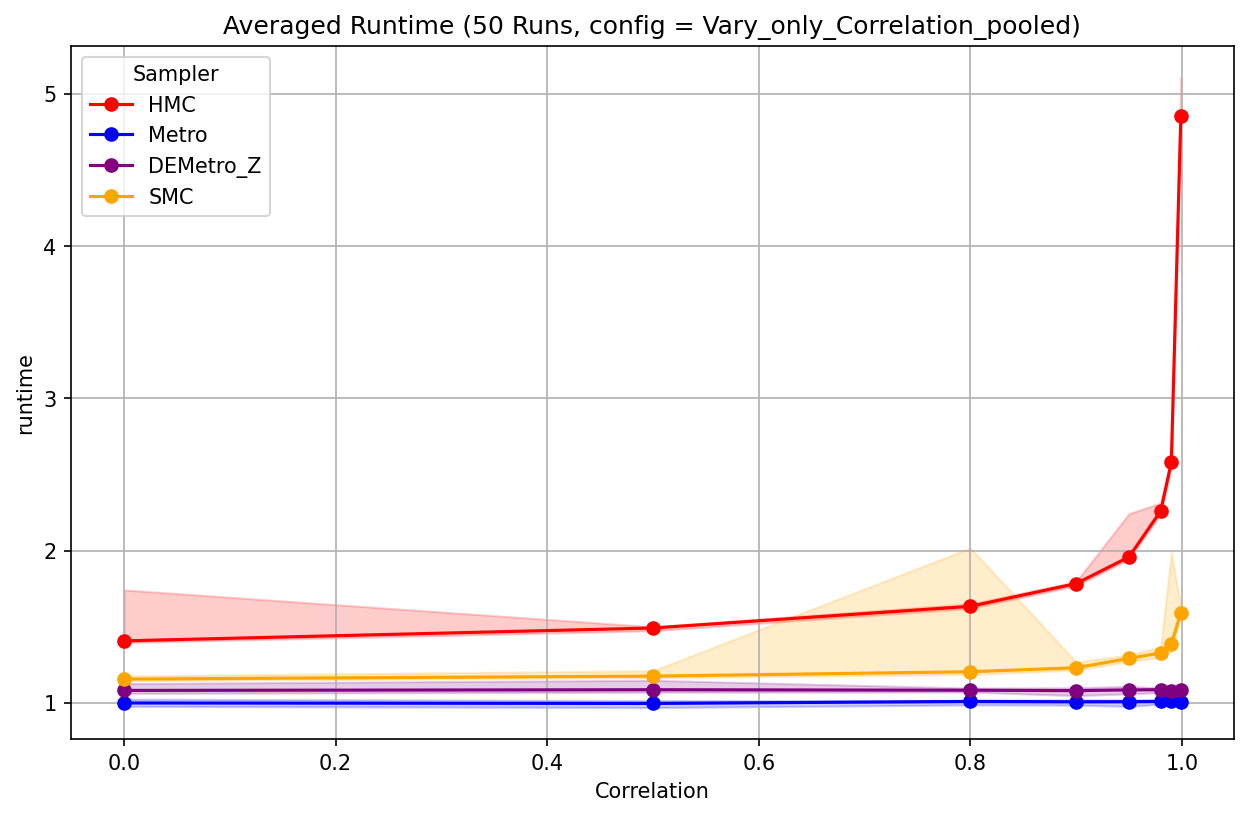 Averaged Runtime (50 Runs, config = Vary_only_Correlation_pooled)
Sampler
HMC
Metro
DEMetro_Z
SMC
runtime
5
4
3
2
1
0.0 0.2 0.4 0.6 0.8 1.0
Correlation